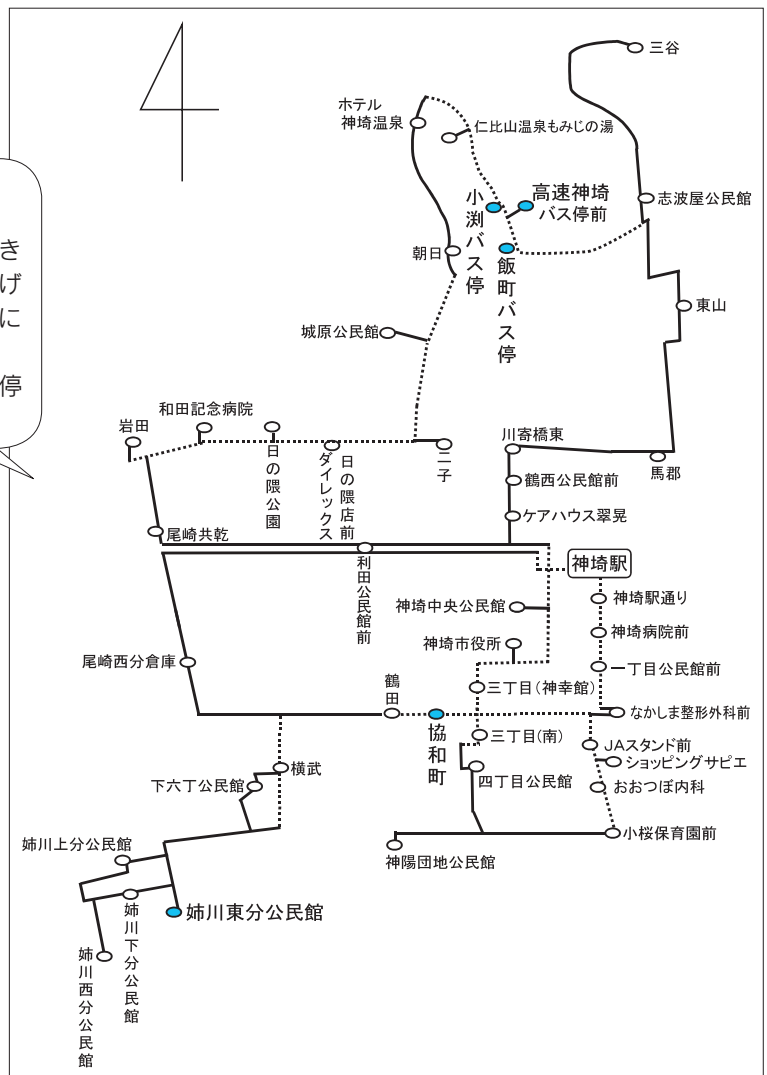 三谷
ホテル
神埼温泉
仁比山温泉もみじの湯
小渕バス停
高速神埼
バス停前
志波屋公民館
朝日
飯町バス停
き
げ
に
停
東山
城原公民館
和田記念病院
岩田
日の隈公園
ダイレックス
日の隈店前
二子
川寄橋東
馬郡
鶴西公民館前
ケアハウス翠晃
尾崎共乾
利田公民館前
神埼駅
神埼中央公民館
神埼駅通り
神埼市役所
神埼病院前
尾崎西分倉庫
一丁目公民館前
鶴田
三丁目(神幸館)
なかしま整形外科前
協和町
三丁目(南)
JAスタンド前
ショッピングサピエ
横武
四丁目公民館
下六丁公民館
おおつぼ内科
姉川上分公民館
小桜保育園前
神陽団地公民館
姉川東分公民館
姉川下分公民館
姉川西分公民館